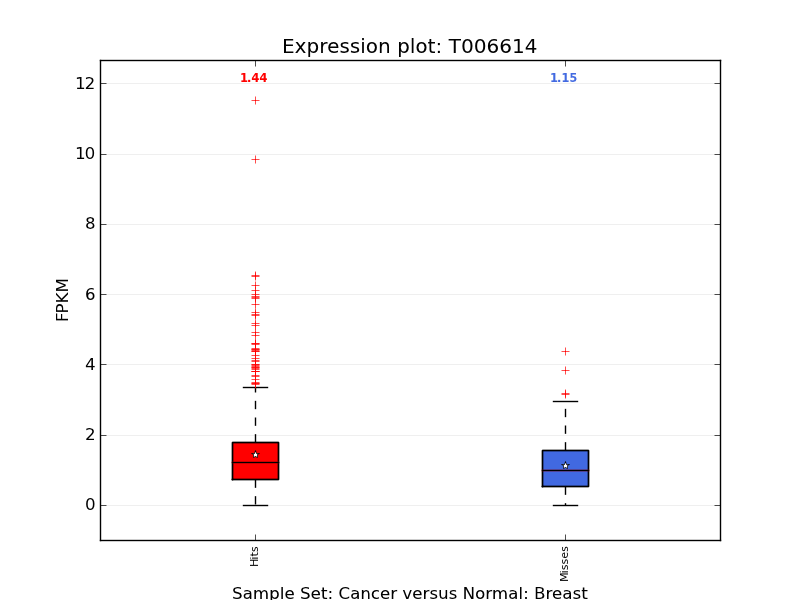 Expression plot: T006614
1.44
1.15
12
10
8
6
4
2
0
FPKM
Hits
Misses
Sample Set: Cancer versus Normal: Breast